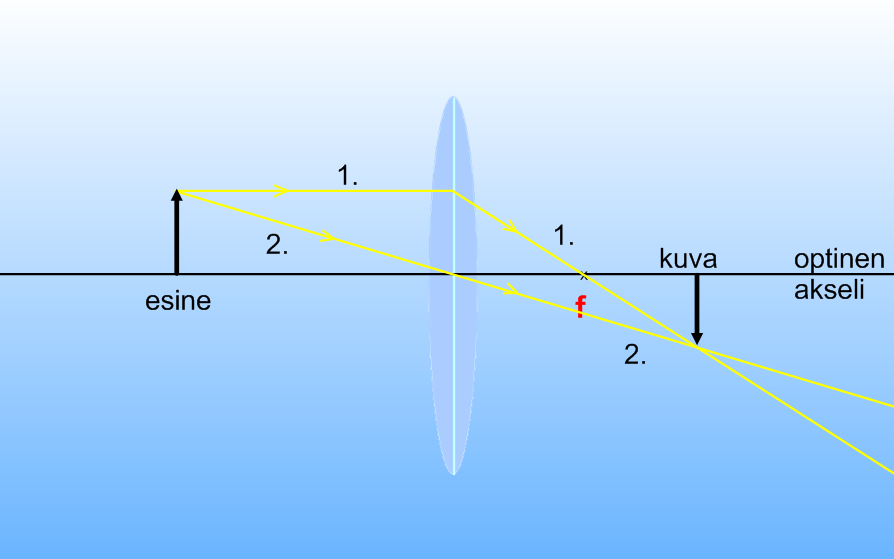 1.
2.
esine
1.
kuva
optinen
akseli
f
2.